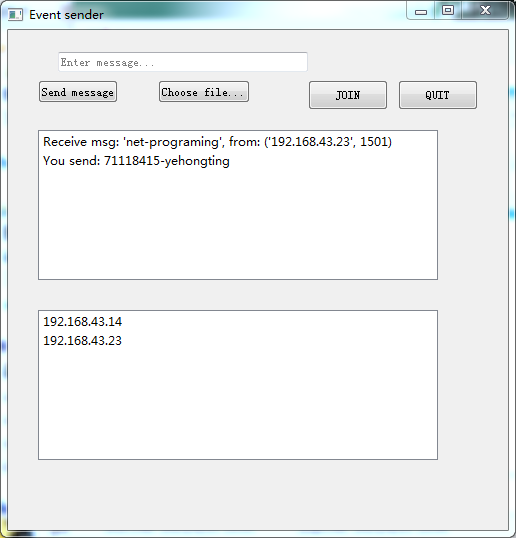 Event sender
Enter message...
Send message
Choose file...
JOIN
QUIT
Receive msg: 'net-programing', from: ('192.168.43.23', 1501)
You send: 71118415-yehongting
192.168.43.14
192.168.43.23